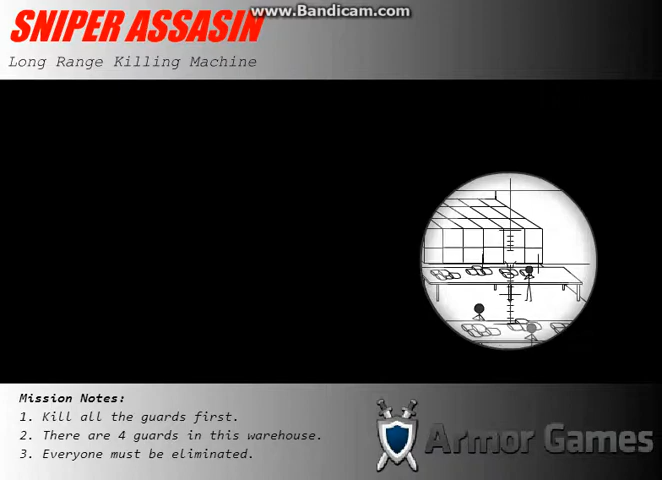 www.Bandicam.com
SNIPER ASSASIN
Long Range Killing Machine
Mission Notes:
1. Kill all the guards first.
2. There are 4 guards in this warehouse.
3. Everyone must be eliminated.
Armor Games